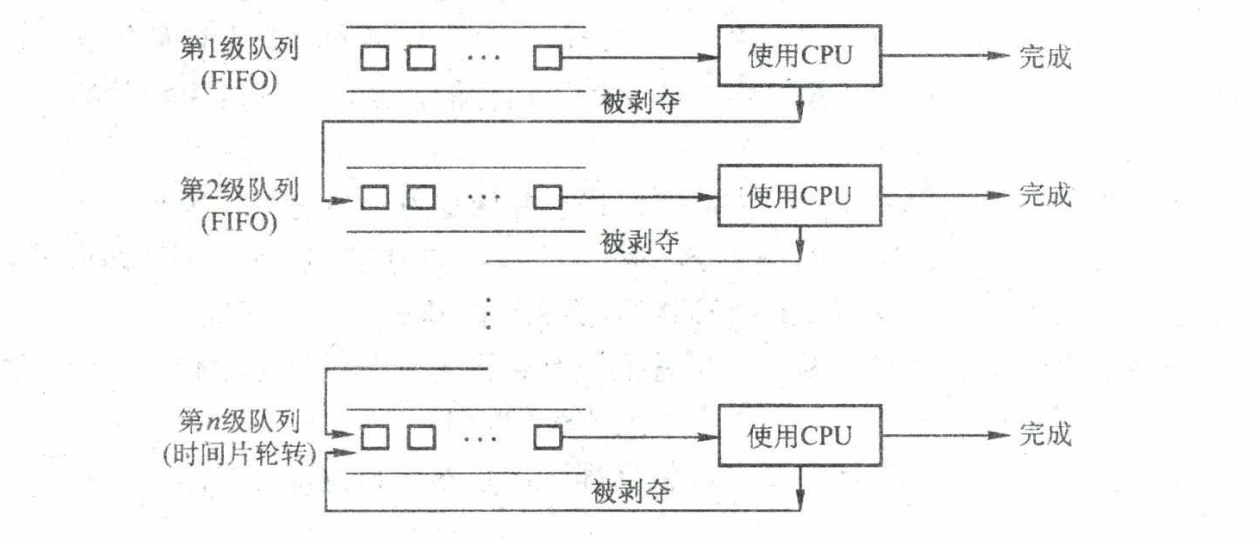 第1级队列
(FIFO)
… 使用CPU 完成
被剥夺
第2级队列
(FIFO)
… 使用CPU 完成
被剥夺
⋮
第n级队列
(时间片轮转)
… 使用CPU 完成
被剥夺